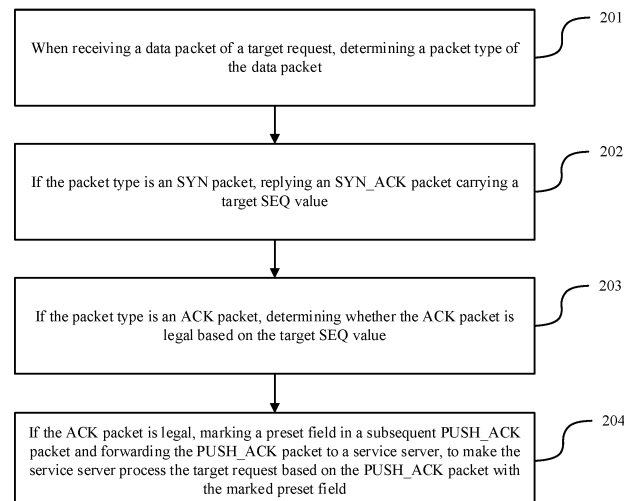 201
When receiving a data packet of a target request, determining a packet type of
the data packet
202
If the packet type is an SYN packet, replying an SYN_ACK packet carrying a
target SEQ value
203
If the packet type is an ACK packet, determining whether the ACK packet is
legal based on the target SEQ value
204
If the ACK packet is legal, marking a preset field in a subsequent PUSH_ACK
packet and forwarding the PUSH_ACK packet to a service server, to make the
service server process the target request based on the PUSH_ACK packet with
the marked preset field